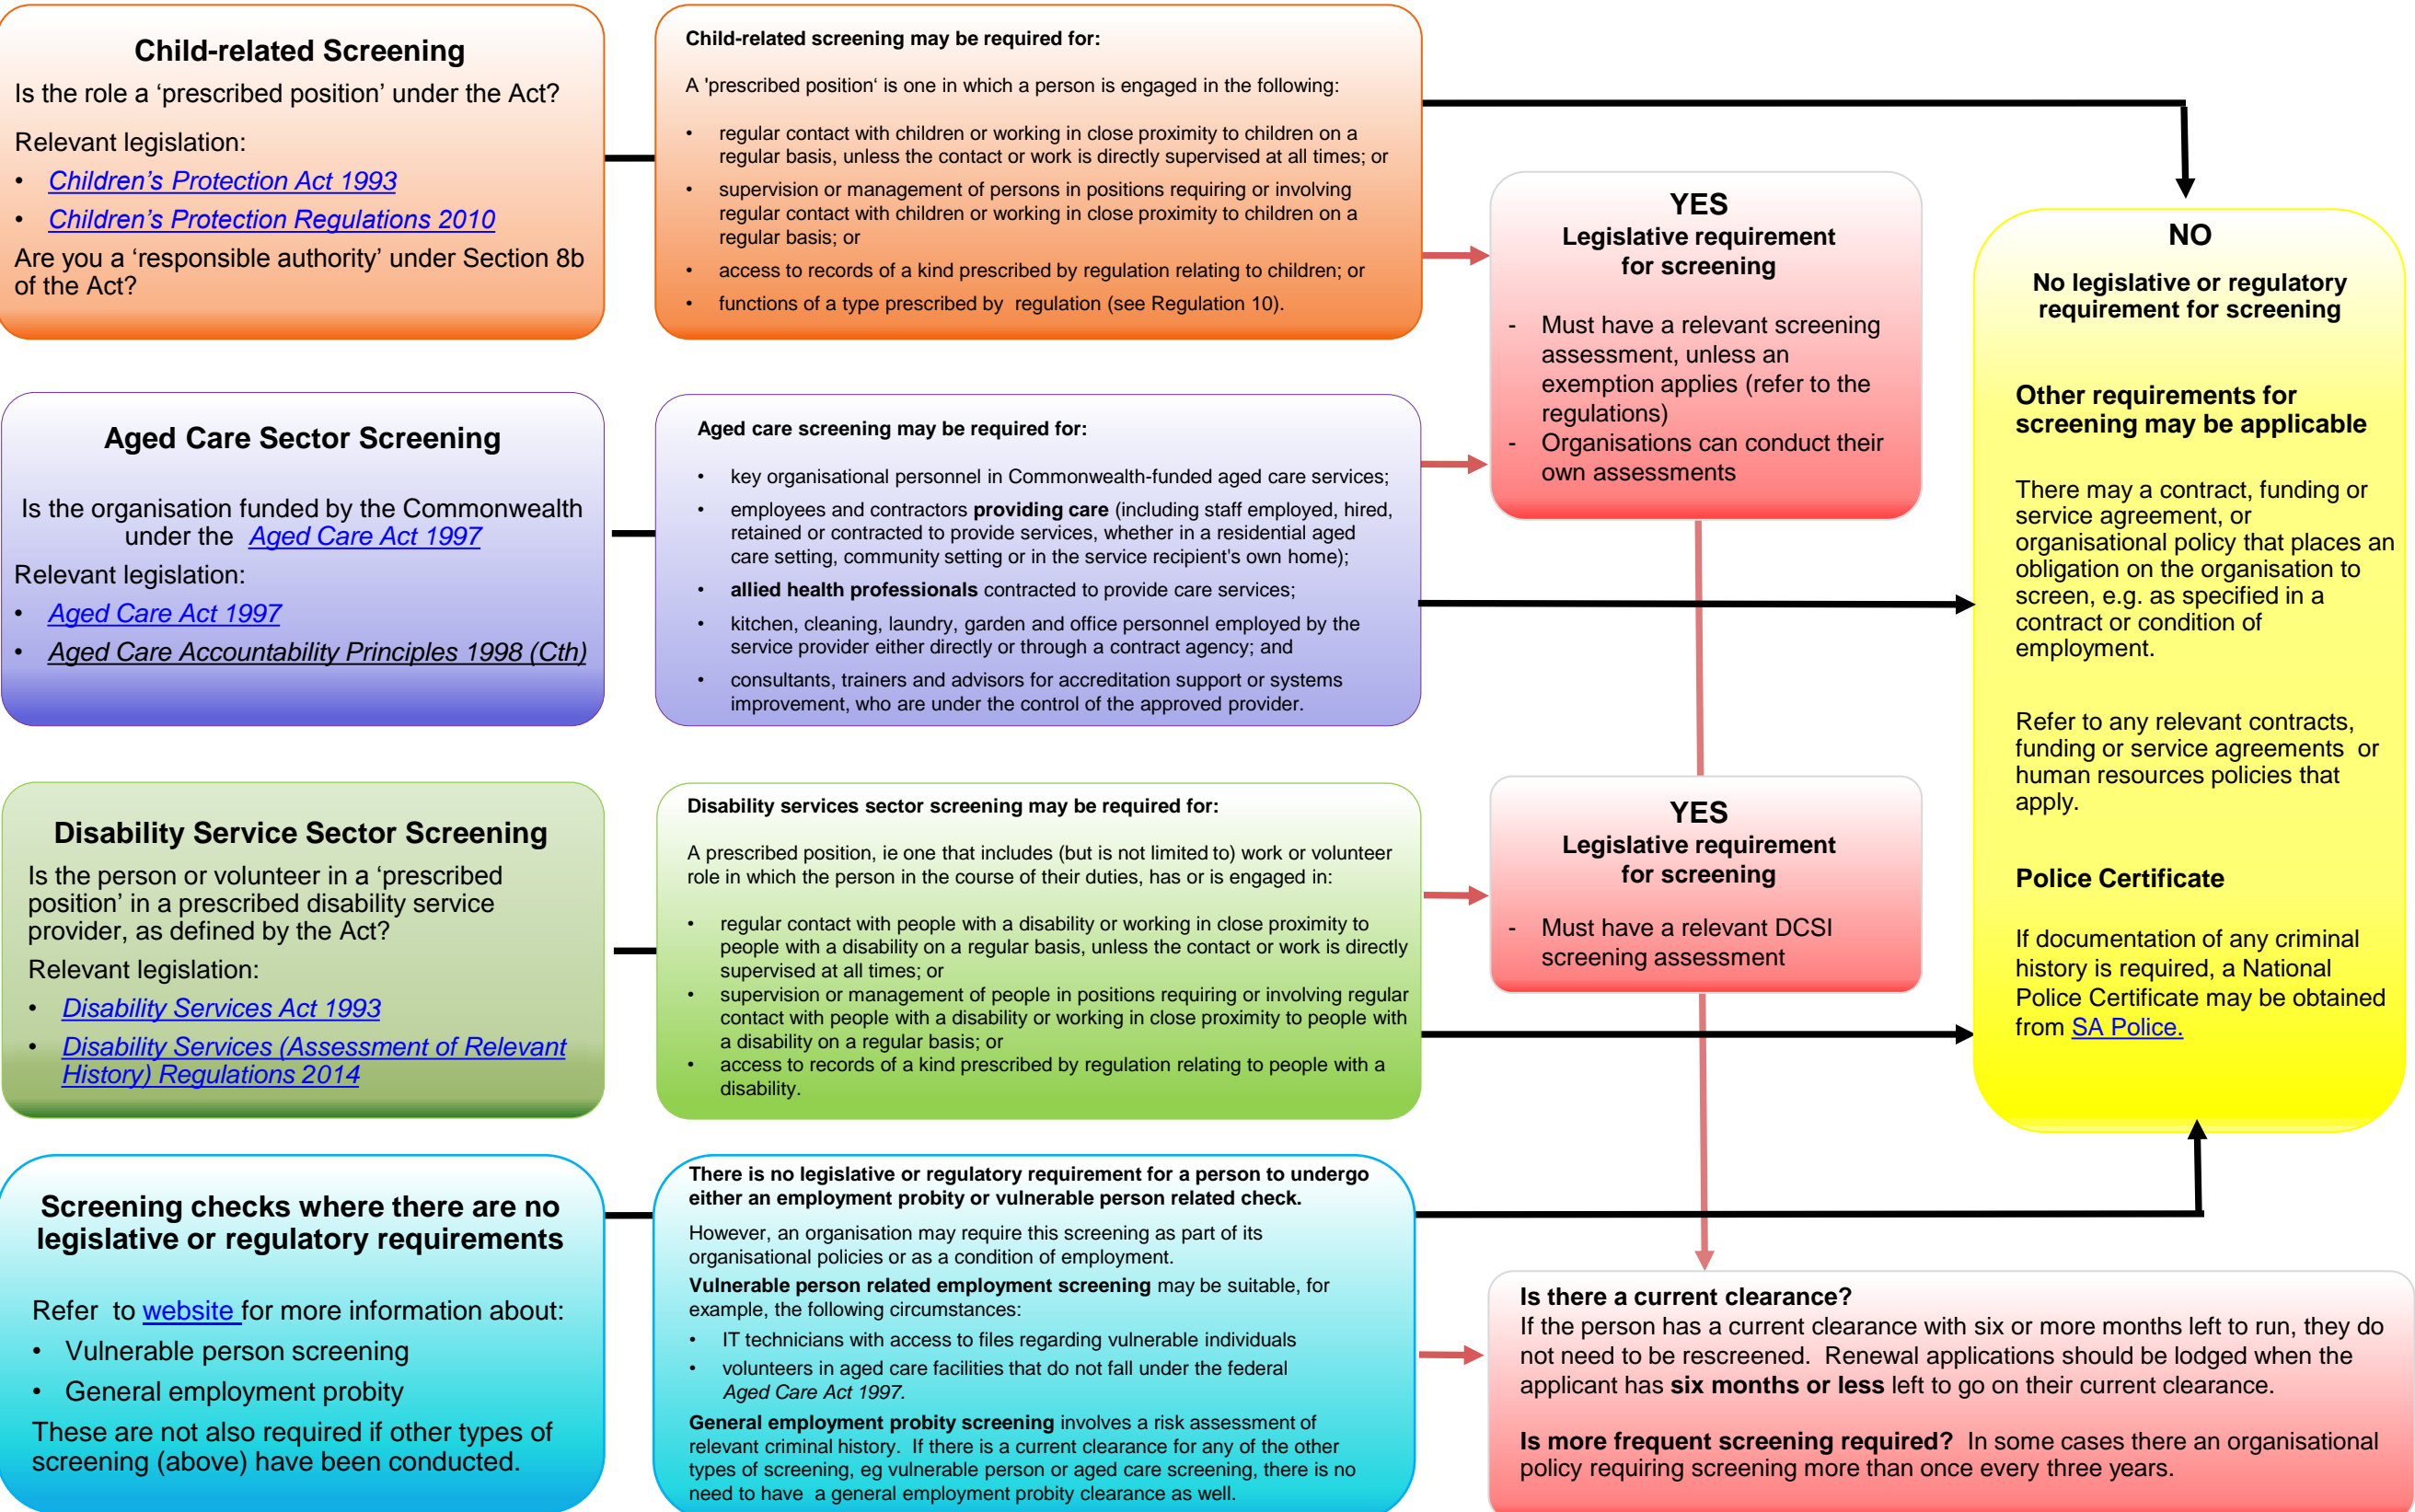 Child-related Screening
Is the role a ‘prescribed position’ under the Act?
Relevant legislation:
• Children’s Protection Act 1993
• Children’s Protection Regulations 2010
Are you a ‘responsible authority’ under Section 8b
of the Act?
Child-related screening may be required for:
A 'prescribed position‘ is one in which a person is engaged in the following:
• regular contact with children or working in close proximity to children on a
regular basis, unless the contact or work is directly supervised at all times; or
• supervision or management of persons in positions requiring or involving
regular contact with children or working in close proximity to children on a
regular basis; or
• access to records of a kind prescribed by regulation relating to children; or
• functions of a type prescribed by regulation (see Regulation 10).
YES
Legislative requirement
for screening
- Must have a relevant screening
assessment, unless an
exemption applies (refer to the
regulations)
- Organisations can conduct their
own assessments
NO
No legislative or regulatory
requirement for screening
Other requirements for
screening may be applicable
There may a contract, funding or
service agreement, or
organisational policy that places an
obligation on the organisation to
screen, e.g. as specified in a
contract or condition of
employment.
Refer to any relevant contracts,
funding or service agreements or
human resources policies that
apply.
Police Certificate
If documentation of any criminal
history is required, a National
Police Certificate may be obtained
from SA Police.
Aged Care Sector Screening
Is the organisation funded by the Commonwealth
under the Aged Care Act 1997
Relevant legislation:
• Aged Care Act 1997
• Aged Care Accountability Principles 1998 (Cth)
Aged care screening may be required for:
• key organisational personnel in Commonwealth-funded aged care services;
• employees and contractors providing care (including staff employed, hired,
retained or contracted to provide services, whether in a residential aged
care setting, community setting or in the service recipient's own home);
• allied health professionals contracted to provide care services;
• kitchen, cleaning, laundry, garden and office personnel employed by the
service provider either directly or through a contract agency; and
• consultants, trainers and advisors for accreditation support or systems
improvement, who are under the control of the approved provider.
Disability Service Sector Screening
Is the person or volunteer in a ‘prescribed
position’ in a prescribed disability service
provider, as defined by the Act?
Relevant legislation:
• Disability Services Act 1993
• Disability Services (Assessment of Relevant
History) Regulations 2014
Disability services sector screening may be required for:
A prescribed position, ie one that includes (but is not limited to) work or volunteer
role in which the person in the course of their duties, has or is engaged in:
• regular contact with people with a disability or working in close proximity to
people with a disability on a regular basis, unless the contact or work is directly
supervised at all times; or
• supervision or management of people in positions requiring or involving regular
contact with people with a disability or working in close proximity to people with
a disability on a regular basis; or
• access to records of a kind prescribed by regulation relating to people with a
disability.
YES
Legislative requirement
for screening
- Must have a relevant DCSI
screening assessment
Screening checks where there are no
legislative or regulatory requirements
Refer to website for more information about:
• Vulnerable person screening
• General employment probity
These are not also required if other types of
screening (above) have been conducted.
There is no legislative or regulatory requirement for a person to undergo
either an employment probity or vulnerable person related check.
However, an organisation may require this screening as part of its
organisational policies or as a condition of employment.
Vulnerable person related employment screening may be suitable, for
example, the following circumstances:
• IT technicians with access to files regarding vulnerable individuals
• volunteers in aged care facilities that do not fall under the federal
Aged Care Act 1997.
General employment probity screening involves a risk assessment of
relevant criminal history. If there is a current clearance for any of the other
types of screening, eg vulnerable person or aged care screening, there is no
need to have a general employment probity clearance as well.
Is there a current clearance?
If the person has a current clearance with six or more months left to run, they do
not need to be rescreened. Renewal applications should be lodged when the
applicant has six months or less left to go on their current clearance.
Is more frequent screening required? In some cases there an organisational
policy requiring screening more than once every three years.